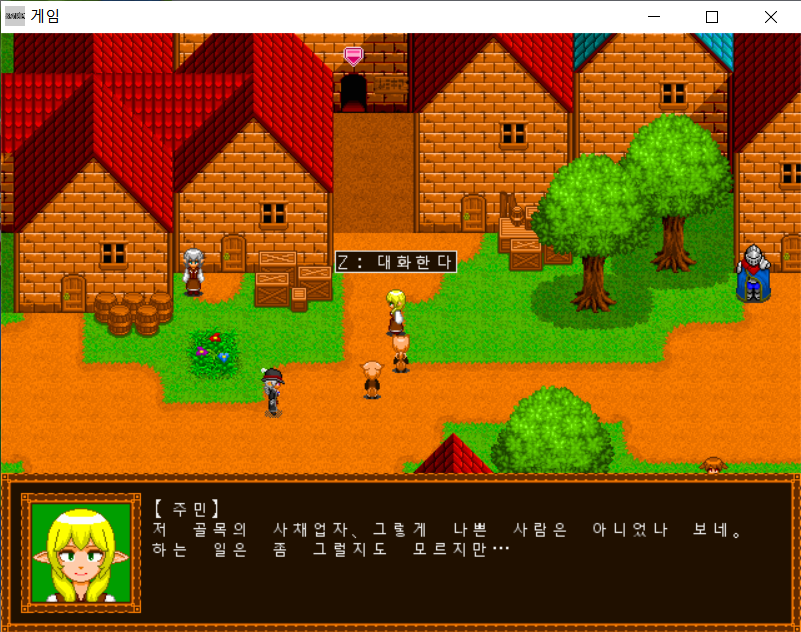 게임
Z： 대화한다
【주민】
저 골목의 사채업자、그렇게 나쁜 사람은 아니었나 보네。
하는 일은 좀 그럴지도 모르지만…